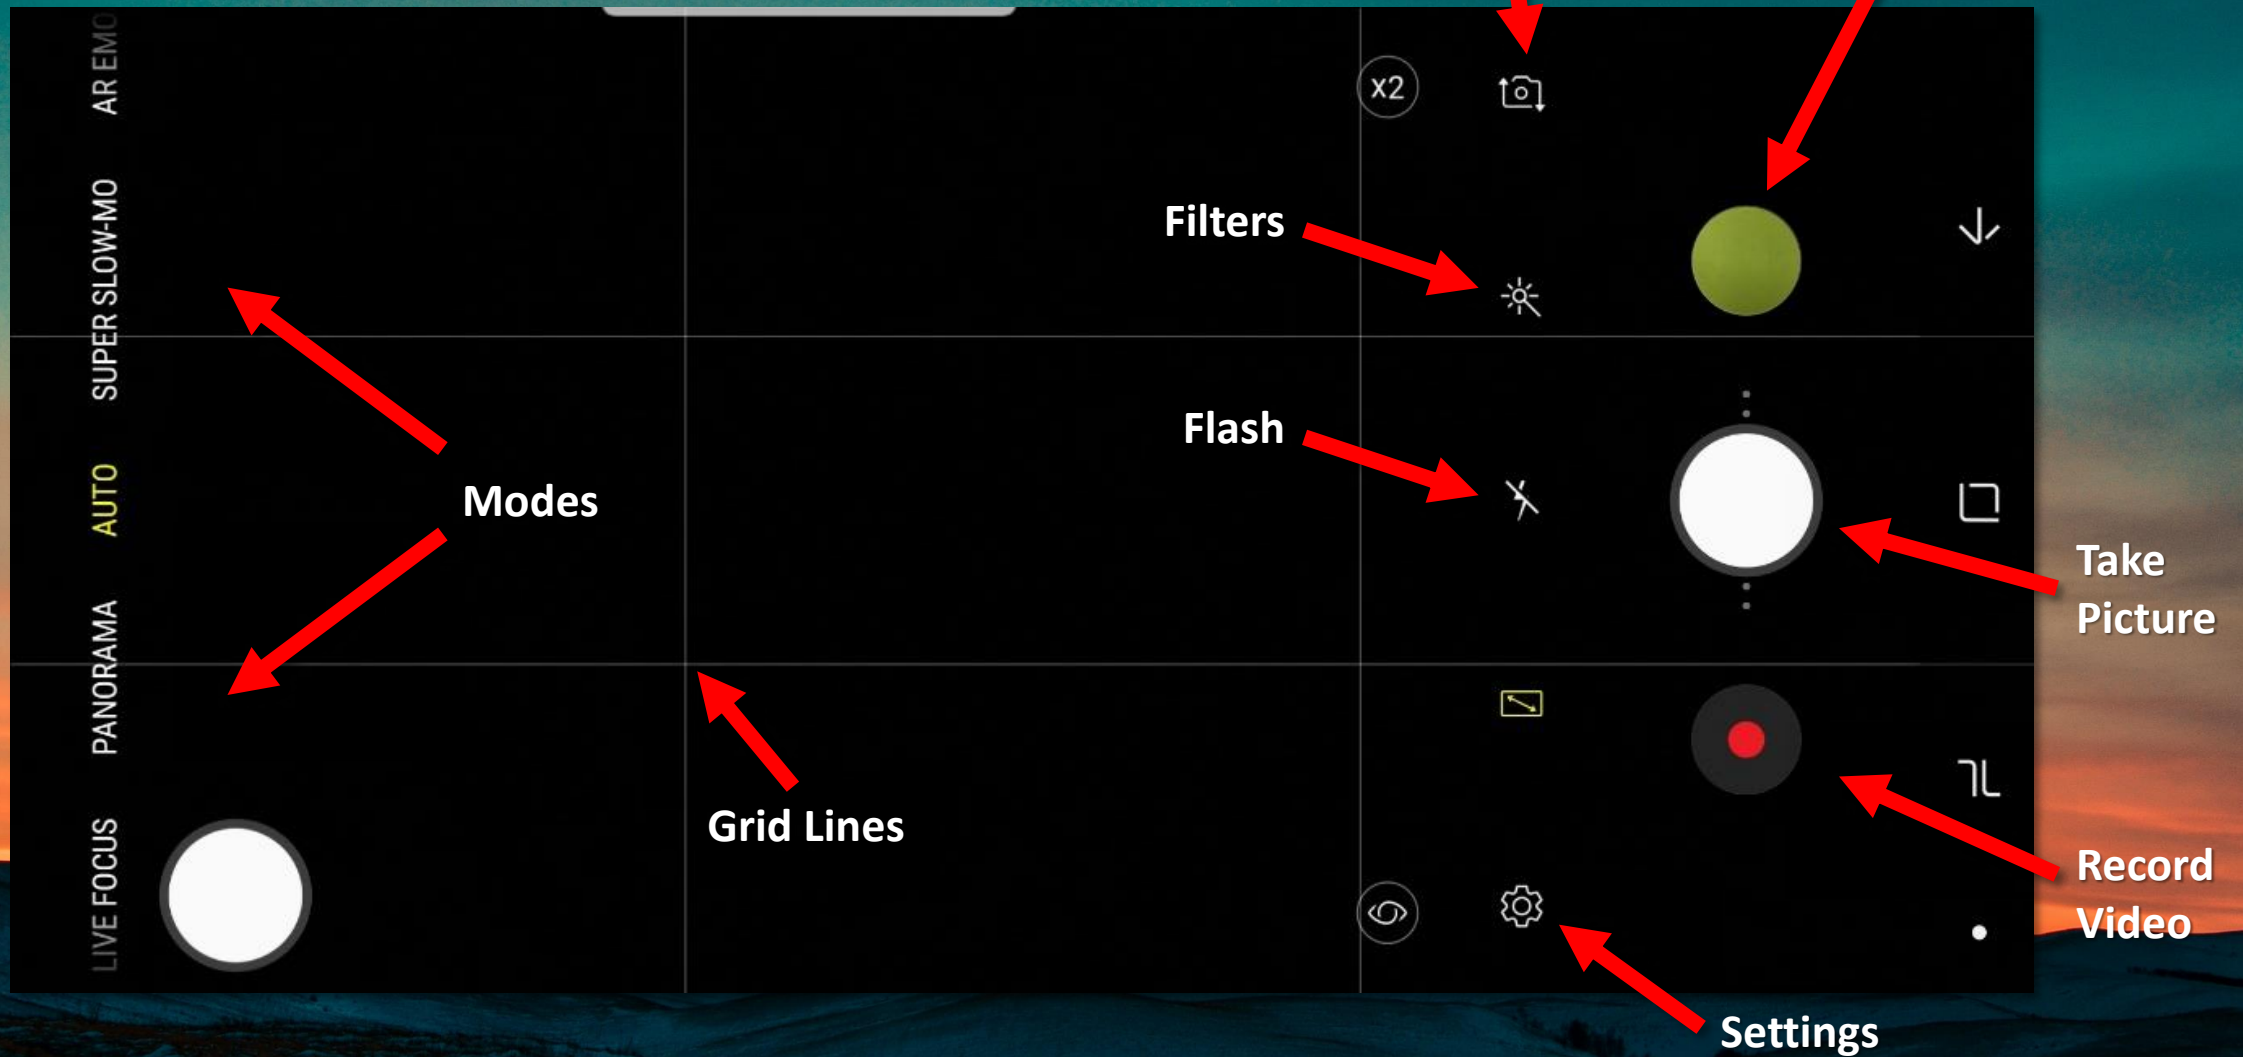 AR EMO
SUPER SLOW-MO
AUTO
PANORAMA
LIVE FOCUS
x2
Filters
Flash
Modes
Grid Lines
Take
Picture
Record
Video
Settings